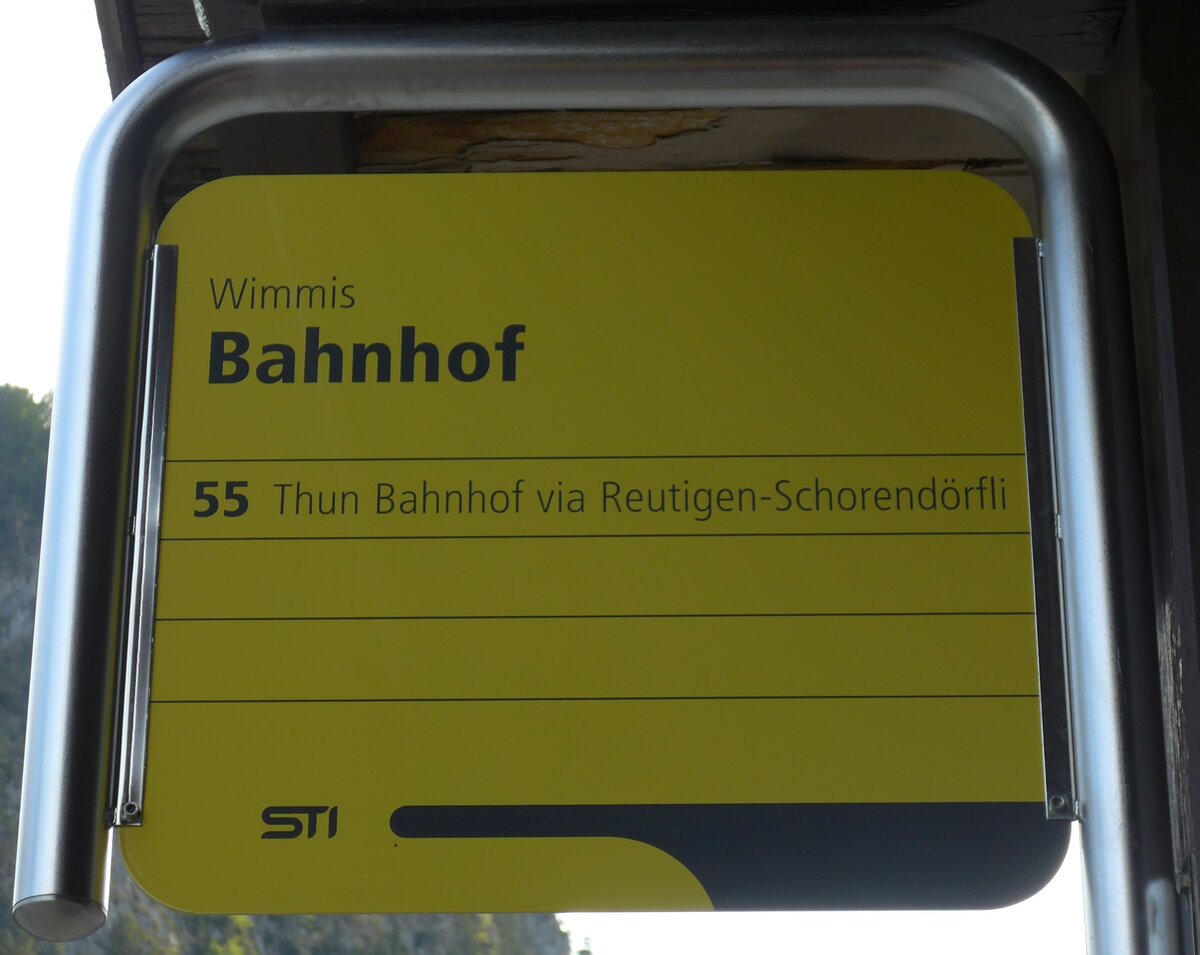 Wimmis
Bahnhof
55 Thun Bahnhof via Reutigen-Schorendörfli
STI